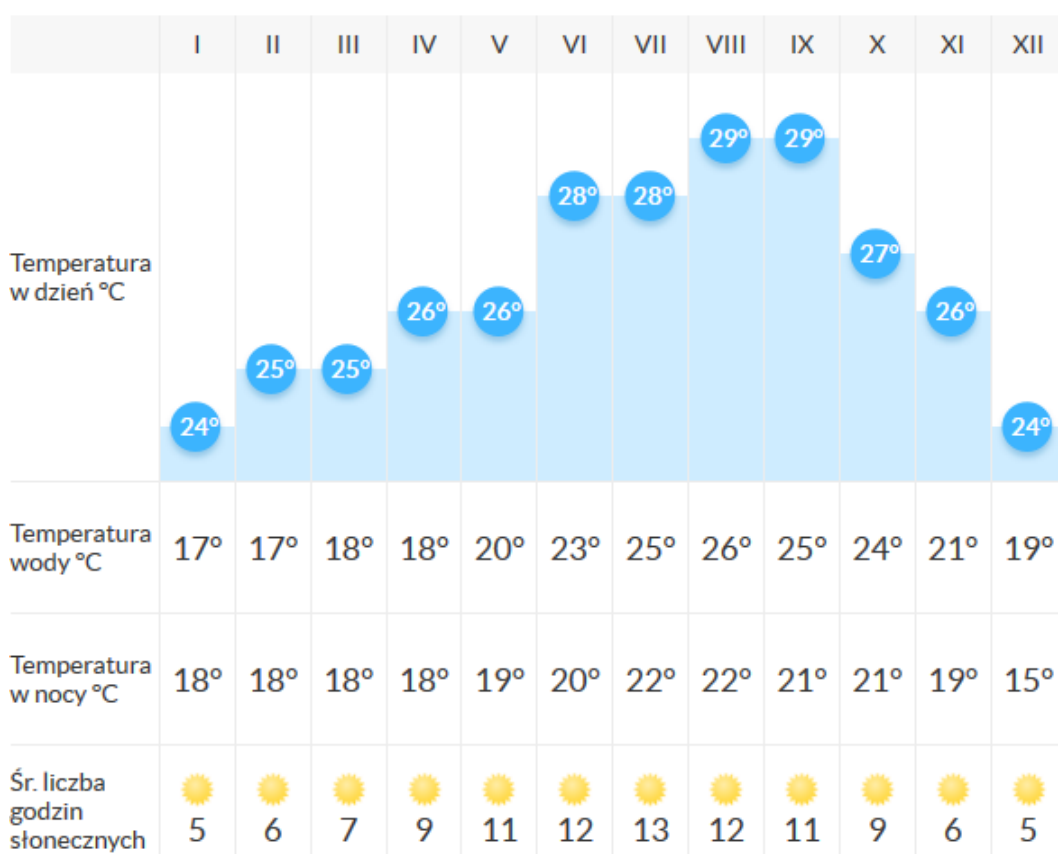 I II III IV V VI VII VIII IX X XI XII
Temperatura
w dzień °C
24° 25° 25° 26° 26° 28° 28° 29° 29° 27° 26° 24°
Temperatura
wody °C
17° 17° 18° 18° 20° 23° 25° 26° 25° 24° 21° 19°
Temperatura
w nocy °C
18° 18° 18° 18° 19° 20° 22° 22° 21° 21° 19° 15°
Śr. liczba
godzin
słonecznych
5 6 7 9 11 12 13 12 11 9 6 5